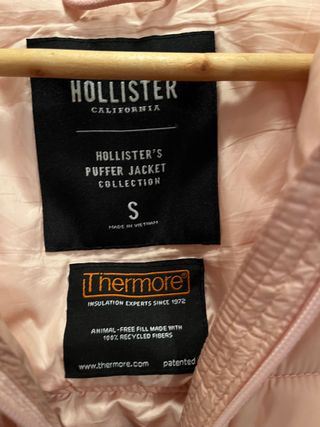 HOLLISTER
CALIFORNIA
HOLLISTER'S
PUFFER JACKET
COLLECTION
S
MADE IN VIETNAM
Thermore®
INSULATION EXPERTS SINCE 1972
ANIMAL-FREE FILL MADE WITH
100% RECYCLED FIBERS
www.thermore.com patented